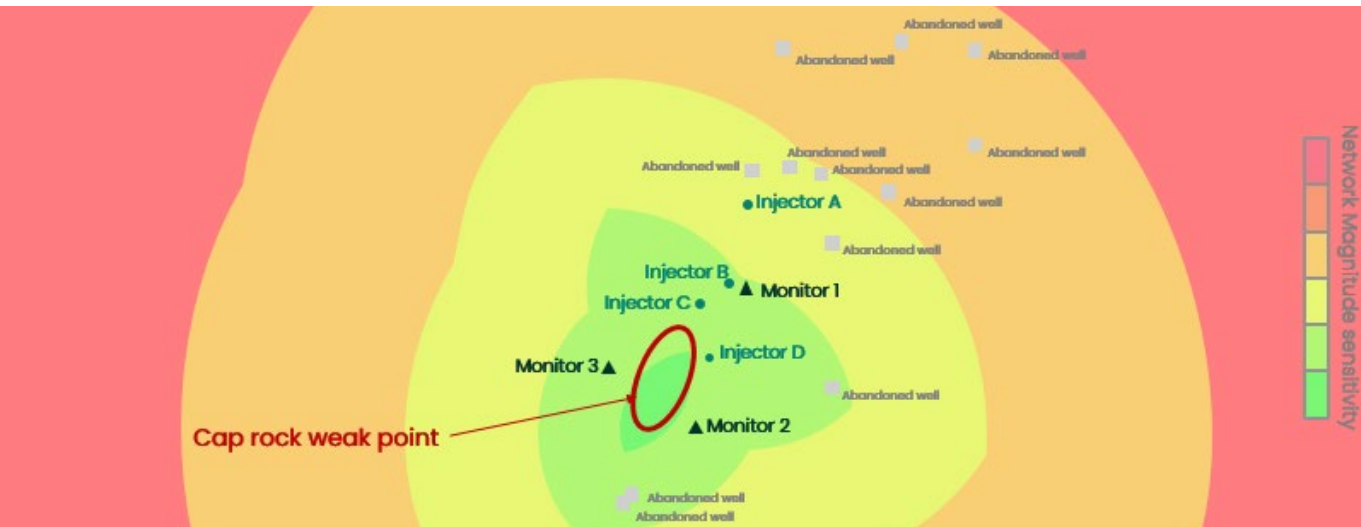 Abandoned well
Abandoned well
Abandoned well
Abandoned well
Abandoned well
Abandoned well
Abandoned well
Abandoned well
Injector A
Abandoned well
Injector B
Monitor 1
Injector C
Injector D
Monitor 3
Abandoned well
Monitor 2
Cap rock weak point
Abandoned well
Abandoned well
Network Magnitude sensitivity